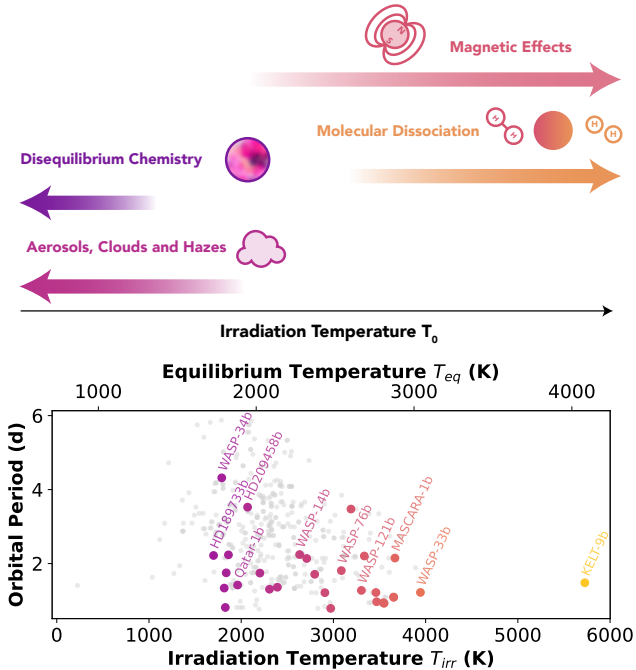 N
S
Magnetic Effects
Molecular Dissociation
H
H
H
H
Disequilibrium Chemistry
Aerosols, Clouds and Hazes
Irradiation Temperature T0
Equilibrium Temperature Teq (K)
1000 2000 3000 4000
6
4
2
Orbital Period (d)
WASP-34b
HD209458b
HD189733b
Qatar-1b
WASP-14b
WASP-76b
WASP-121b
MASCARA-1b
WASP-33b
KELT-9b
0 1000 2000 3000 4000 5000 6000
Irradiation Temperature Tirr (K)